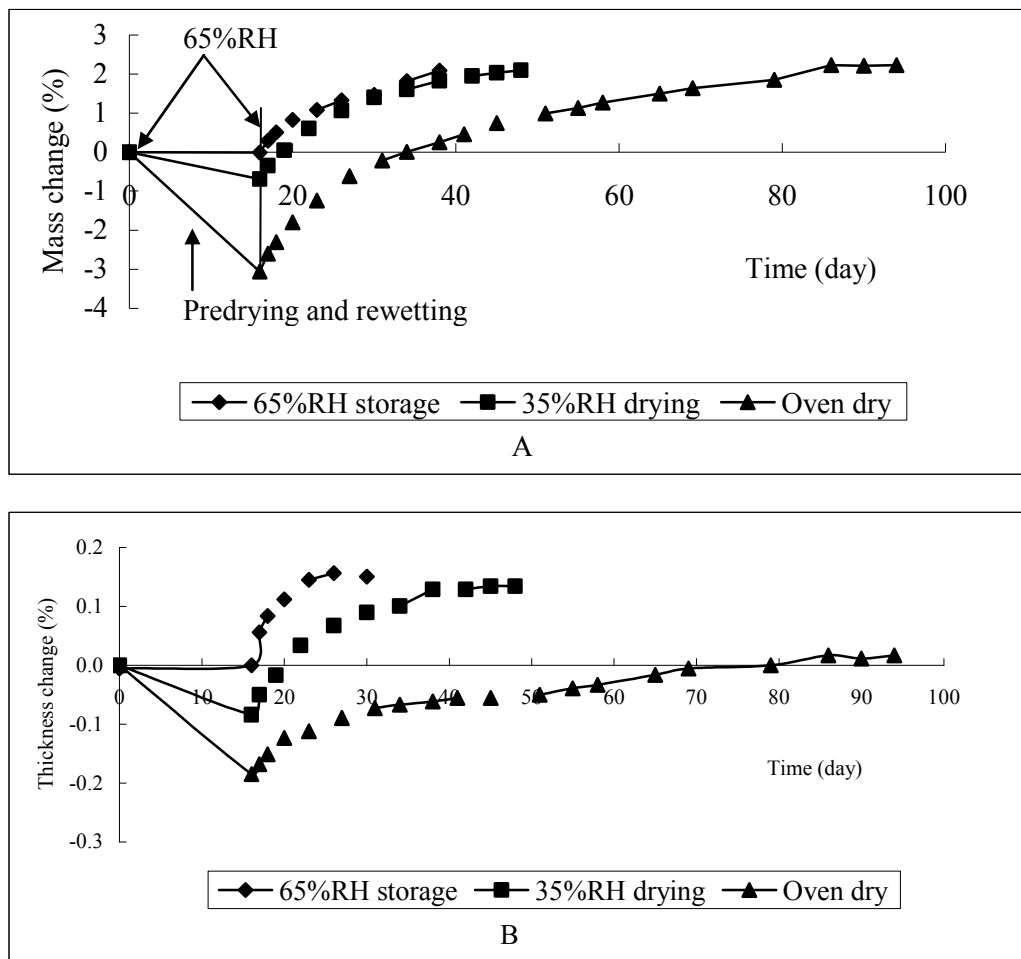 65%RH
Mass change (%)
3
2
1
0
-1
-2
-3
-4
0
20
40
60
80
100
Time (day)
Predrying and rewetting
65%RH storage 35%RH drying Oven dry
A
Thickness change (%)
0.2
0.1
0.0
-0.1
-0.2
-0.3
0 10 20 30 40 50 60 70 80 90 100
Time (day)
65%RH storage 35%RH drying Oven dry
B